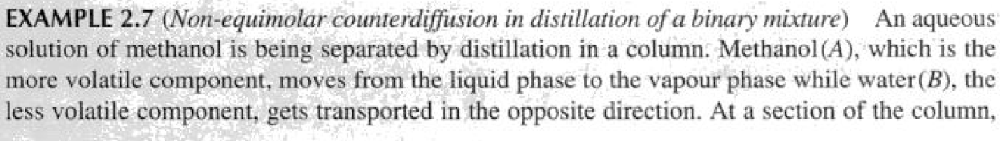 EXAMPLE 2.7 (Non-equimolar counterdiffusion in distillation of a binary mixture) An aqueous
solution of methanol is being separated by distillation in a column. Methanol(A), which is the
more volatile component, moves from the liquid phase to the vapour phase while water(B), the
less volatile component, gets transported in the opposite direction. At a section of the column,